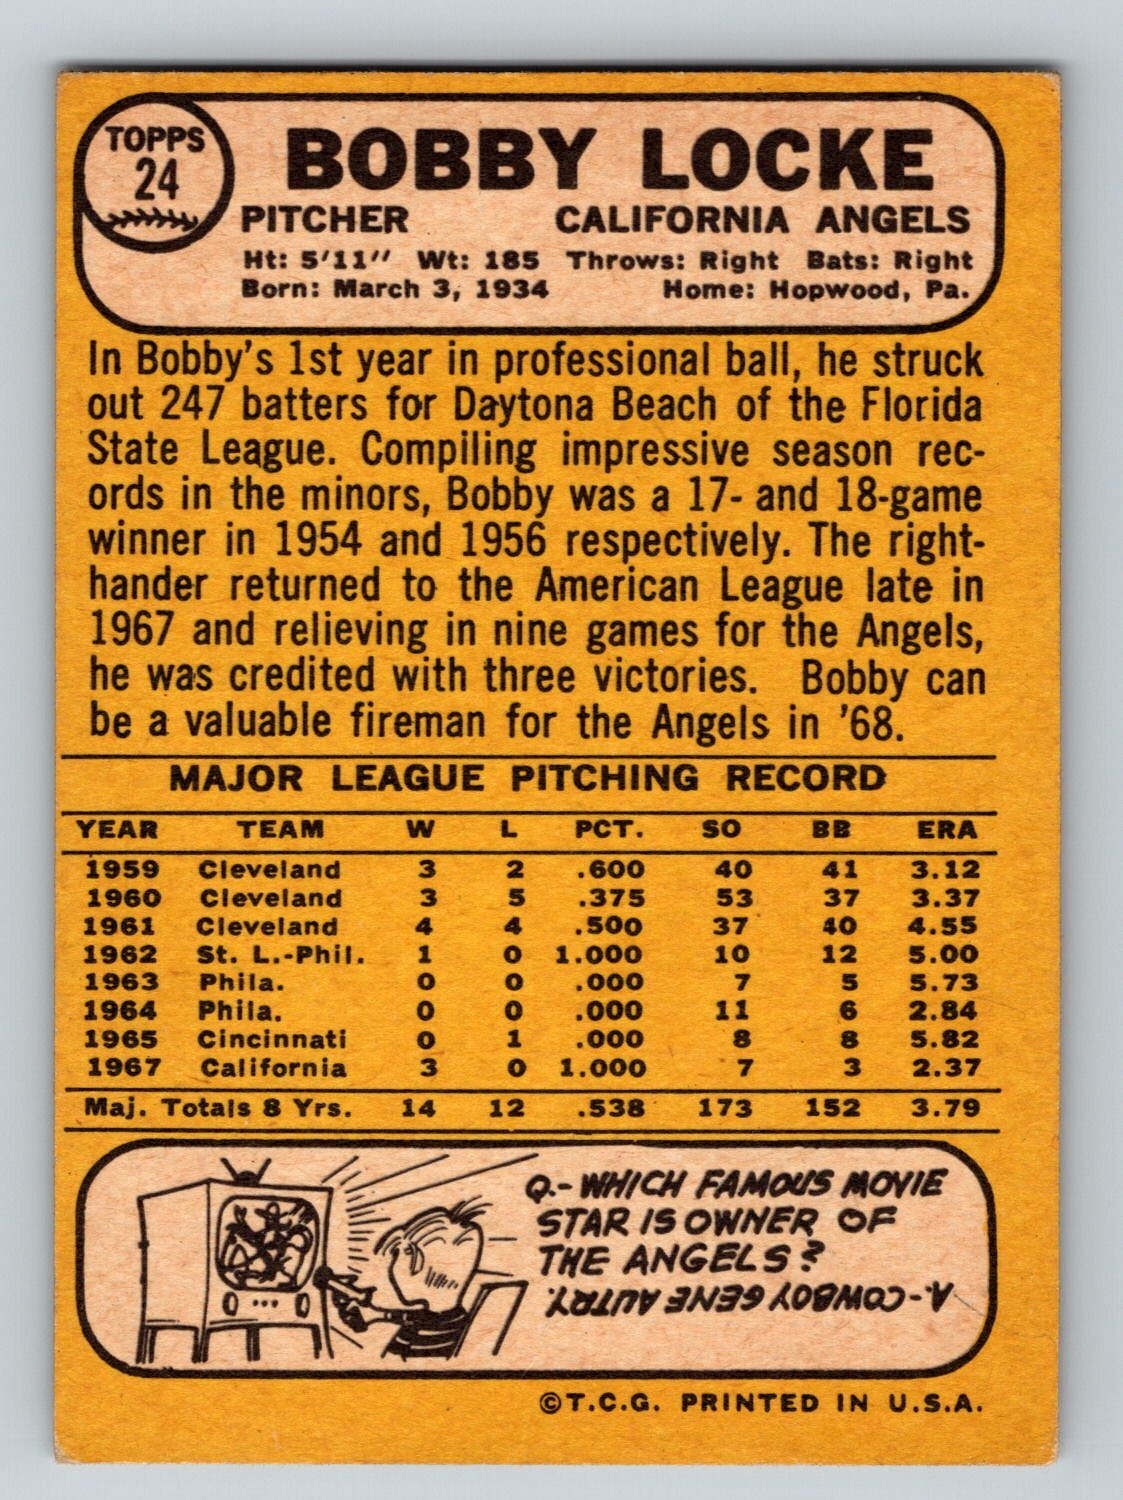 TOPPS
24
BOBBY LOCKE
PITCHER CALIFORNIA ANGELS
Ht: 5'11" Wt: 185 Throws: Right Bats: Right
Born: March 3, 1934 Home: Hopwood, Pa.
In Bobby's 1st year in professional ball, he struck
out 247 batters for Daytona Beach of the Florida
State League. Compiling impressive season rec-
ords in the minors, Bobby was a 17- and 18-game
winner in 1954 and 1956 respectively. The right-
hander returned to the American League late in
1967 and relieving in nine games for the Angels,
he was credited with three victories. Bobby can
be a valuable fireman for the Angels in '68.
MAJOR LEAGUE PITCHING RECORD
YEAR TEAM W L PCT. SO BB ERA
1959 Cleveland 3 2 .600 40 41 3.12
1960 Cleveland 3 5 .375 53 37 3.37
1961 Cleveland 4 4 .500 37 40 4.55
1962 St. L.-Phil. 1 0 1.000 10 12 5.00
1963 Phila. 0 0 .000 7 5 5.73
1964 Phila. 0 0 .000 11 6 2.84
1965 Cincinnati 0 1 .000 8 8 5.82
1967 California 3 0 1.000 7 3 2.37
Maj. Totals 8 Yrs. 14 12 .538 173 152 3.79
Q.- WHICH FAMOUS MOVIE
STAR IS OWNER OF
THE ANGELS?
A.- COWBOY GENE AUTRY.
©T.C.G. PRINTED IN U.S.A.